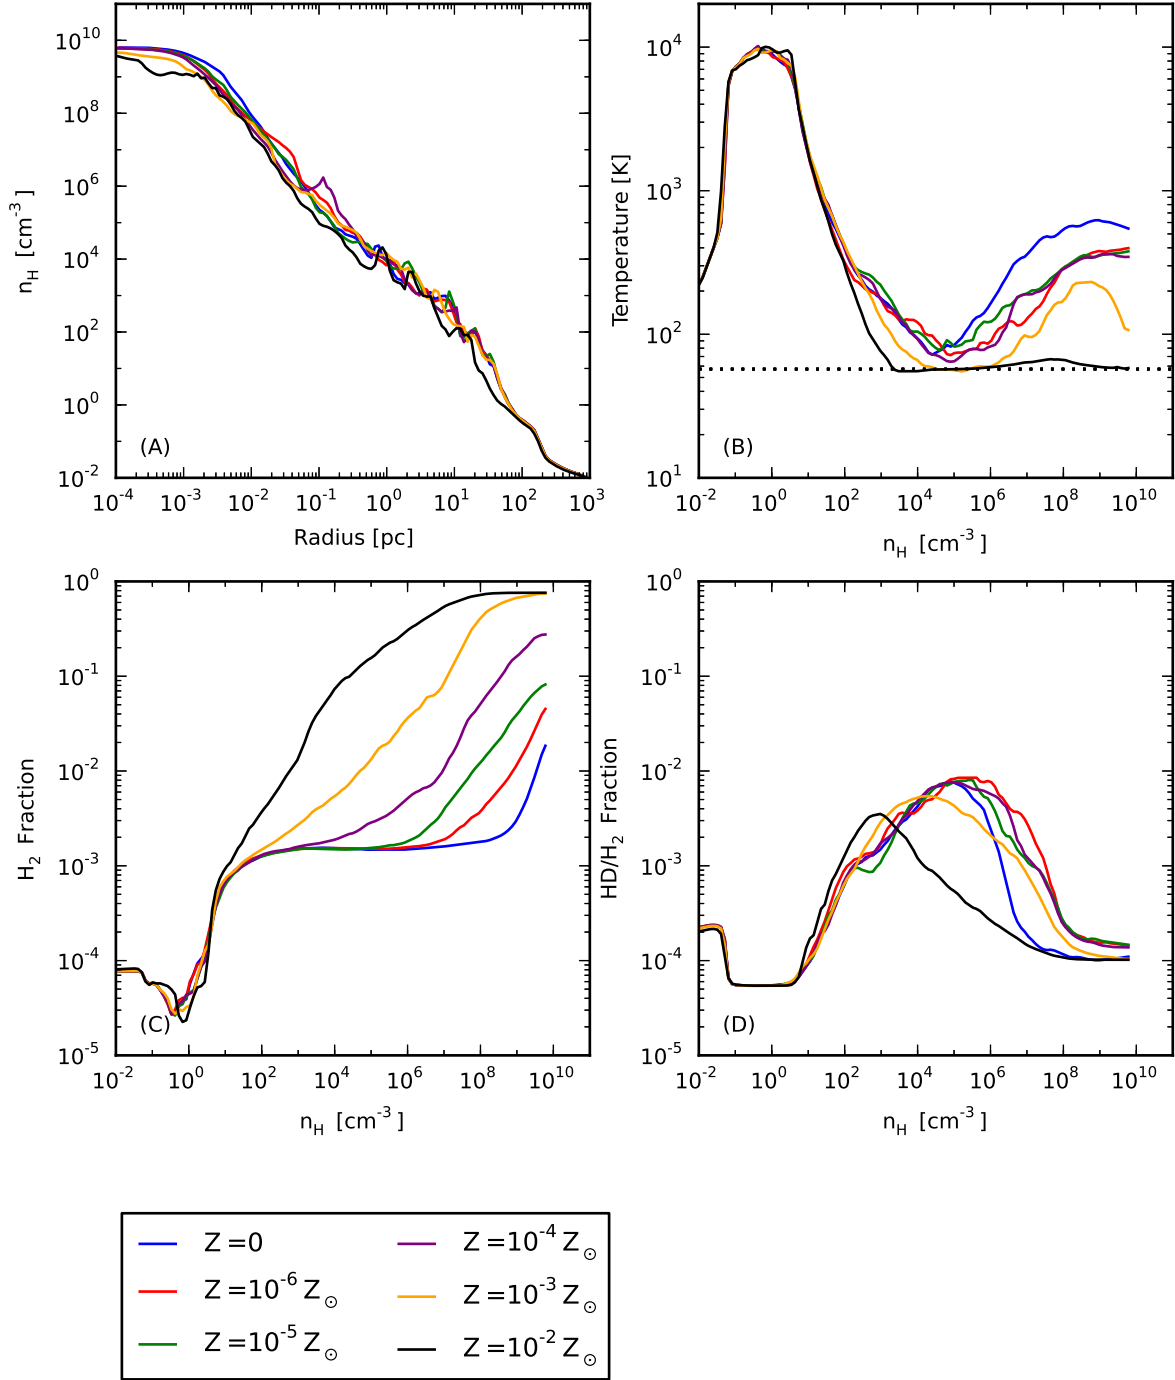 10^10
10^8
10^6
10^4
10^2
10^0
10^-2
n_H [cm^-3 ]
(A)
10^-4 10^-3 10^-2 10^-1 10^0 10^1 10^2 10^3
Radius [pc]
10^4
10^3
10^2
10^1
Temperature [K]
(B)
10^-2 10^0 10^2 10^4 10^6 10^8 10^10
n_H [cm^-3 ]
10^0
10^-1
10^-2
10^-3
10^-4
10^-5
H_2 Fraction
(C)
10^-2 10^0 10^2 10^4 10^6 10^8 10^10
n_H [cm^-3 ]
10^0
10^-1
10^-2
10^-3
10^-4
10^-5
HD/H_2 Fraction
(D)
10^-2 10^0 10^2 10^4 10^6 10^8 10^10
n_H [cm^-3 ]
Z=0
Z=10^-6 Z_⊙
Z=10^-5 Z_⊙
Z=10^-4 Z_⊙
Z=10^-3 Z_⊙
Z=10^-2 Z_⊙